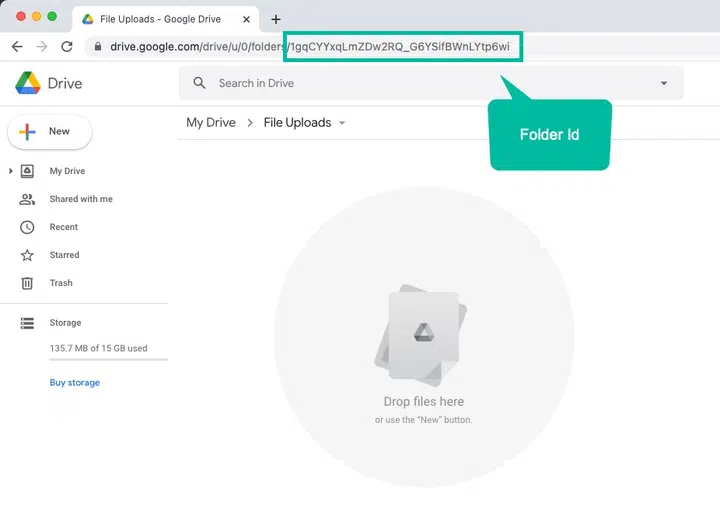 File Uploads - Google Drive
drive.google.com/drive/u/0/folders/1gqCYYxqLmZDw2RQ_G6YSifBWnLYtp6wi
Drive
Search in Drive
Folder Id
New
My Drive
File Uploads
My Drive
Shared with me
Recent
Starred
Trash
Storage
135.7 MB of 15 GB used
Buy storage
Drop files here
or use the “New” button.